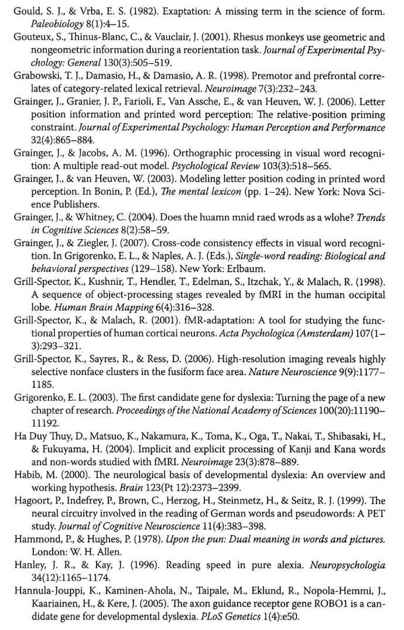 Gould, S. J., & Vrba, E. S. (1982). Exaptation: A missing term in the science of form.
Paleobiology 8(1):4–15.
Gouteux, S., Thinus-Blanc, C., & Vauclair, J. (2001). Rhesus monkeys use geometric and
nongeometric information during a reorientation task. Journal of Experimental Psy-
chology: General 130(3):505–519.
Grabowski, T. J., Damasio, H., & Damasio, A. R. (1998). Premotor and prefrontal corre-
lates of category-related lexical retrieval. Neuroimage 7(3):232–243.
Grainger, J., Granier, J. P., Farioli, F., Van Assche, E., & van Heuven, W. J. (2006). Letter
position information and printed word perception: The relative-position priming
constraint. Journal of Experimental Psychology: Human Perception and Performance
32(4):865–884.
Grainger, J., & Jacobs, A. M. (1996). Orthographic processing in visual word recogni-
tion: A multiple read-out model. Psychological Review 103(3):518–565.
Grainger, J., & van Heuven, W. (2003). Modeling letter position coding in printed word
perception. In Bonin, P. (Ed.), The mental lexicon (pp. 1–24). New York: Nova Sci-
ence Publishers.
Grainger, J., & Whitney, C. (2004). Does the huamn mnid raed wrods as a wlohe? Trends
in Cognitive Sciences 8(2):58–59.
Grainger, J., & Ziegler, J. (2007). Cross-code consistency effects in visual word recogni-
tion. In Grigorenko, E. L., & Naples, A. J. (Eds.), Single-word reading: Biological and
behavioral perspectives (129–158). New York: Erlbaum.
Grill-Spector, K., Kushnir, T., Hendler, T., Edelman, S., Itzchak, Y., & Malach, R. (1998).
A sequence of object-processing stages revealed by fMRI in the human occipital
lobe. Human Brain Mapping 6(4):316–328.
Grill-Spector, K., & Malach, R. (2001). fMR-adaptation: A tool for studying the func-
tional properties of human cortical neurons. Acta Psychologica (Amsterdam) 107(1–
3):293–321.
Grill-Spector, K., Sayres, R., & Ress, D. (2006). High-resolution imaging reveals highly
selective nonface clusters in the fusiform face area. Nature Neuroscience 9(9):1177–
1185.
Grigorenko, E. L. (2003). The first candidate gene for dyslexia: Turning the page of a new
chapter of research. Proceedings of the National Academy of Sciences 100(20):11190–
11192.
Ha Duy Thuy, D., Matsuo, K., Nakamura, K., Toma, K., Oga, T., Nakai, T., Shibasaki, H.,
& Fukuyama, H. (2004). Implicit and explicit processing of Kanji and Kana words
and non-words studied with fMRI. Neuroimage 23(3):878–889.
Habib, M. (2000). The neurological basis of developmental dyslexia: An overview and
working hypothesis. Brain 123(Pt 12):2373–2399.
Hagoort, P., Indefrey, P., Brown, C., Herzog, H., Steinmetz, H., & Seitz, R. J. (1999). The
neural circuitry involved in the reading of German words and pseudowords: A PET
study. Journal of Cognitive Neuroscience 11(4):383–398.
Hammond, P., & Hughes, P. (1978). Upon the pun: Dual meaning in words and pictures.
London: W. H. Allen.
Hanley, J. R., & Kay, J. (1996). Reading speed in pure alexia. Neuropsychologia
34(12):1165–1174.
Hannula-Jouppi, K., Kaminen-Ahola, N., Taipale, M., Eklund, R., Nopola-Hemmi, J.,
Kaariainen, H., & Kere, J. (2005). The axon guidance receptor gene ROBO1 is a can-
didate gene for developmental dyslexia. PLoS Genetics 1(4):e50.